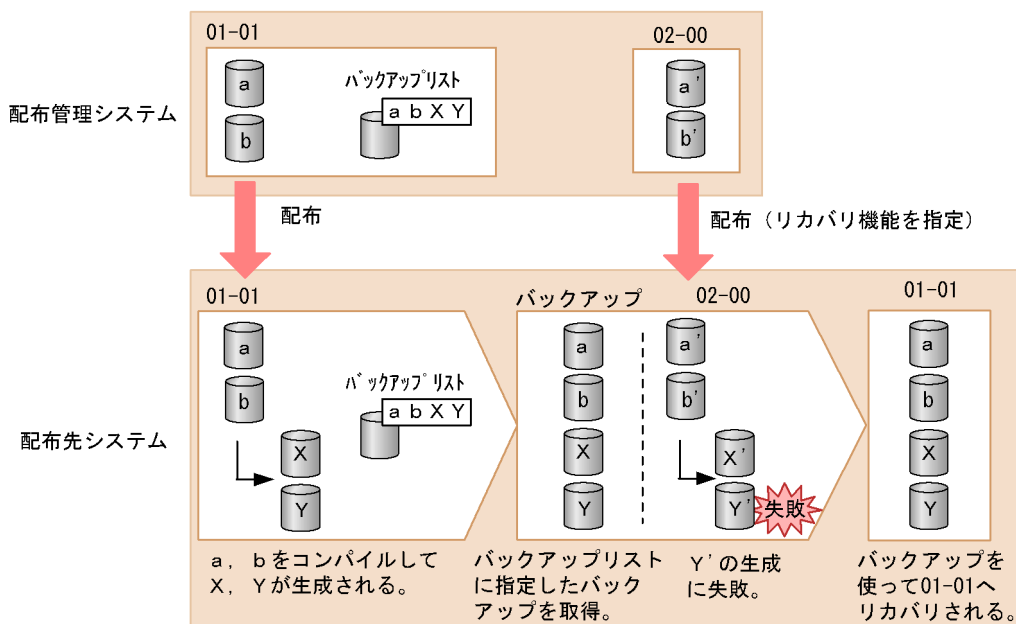 01-01
02-00
配布管理システム
a
b
バックアップリスト
a b X Y
a'
b'
配布
配布（リカバリ機能を指定）
配布先システム
01-01
バックアップ
02-00
01-01
a
b
X
Y
バックアップリスト
a b X Y
a
b
X
Y
a'
b'
X'
Y'
失敗
a
b
X
Y
a，bをコンパイルして
X，Yが生成される。
バックアップリスト
に指定したバック
アップを取得。
Y'の生成
に失敗。
バックアップを
使って01-01へ
リカバリされる。